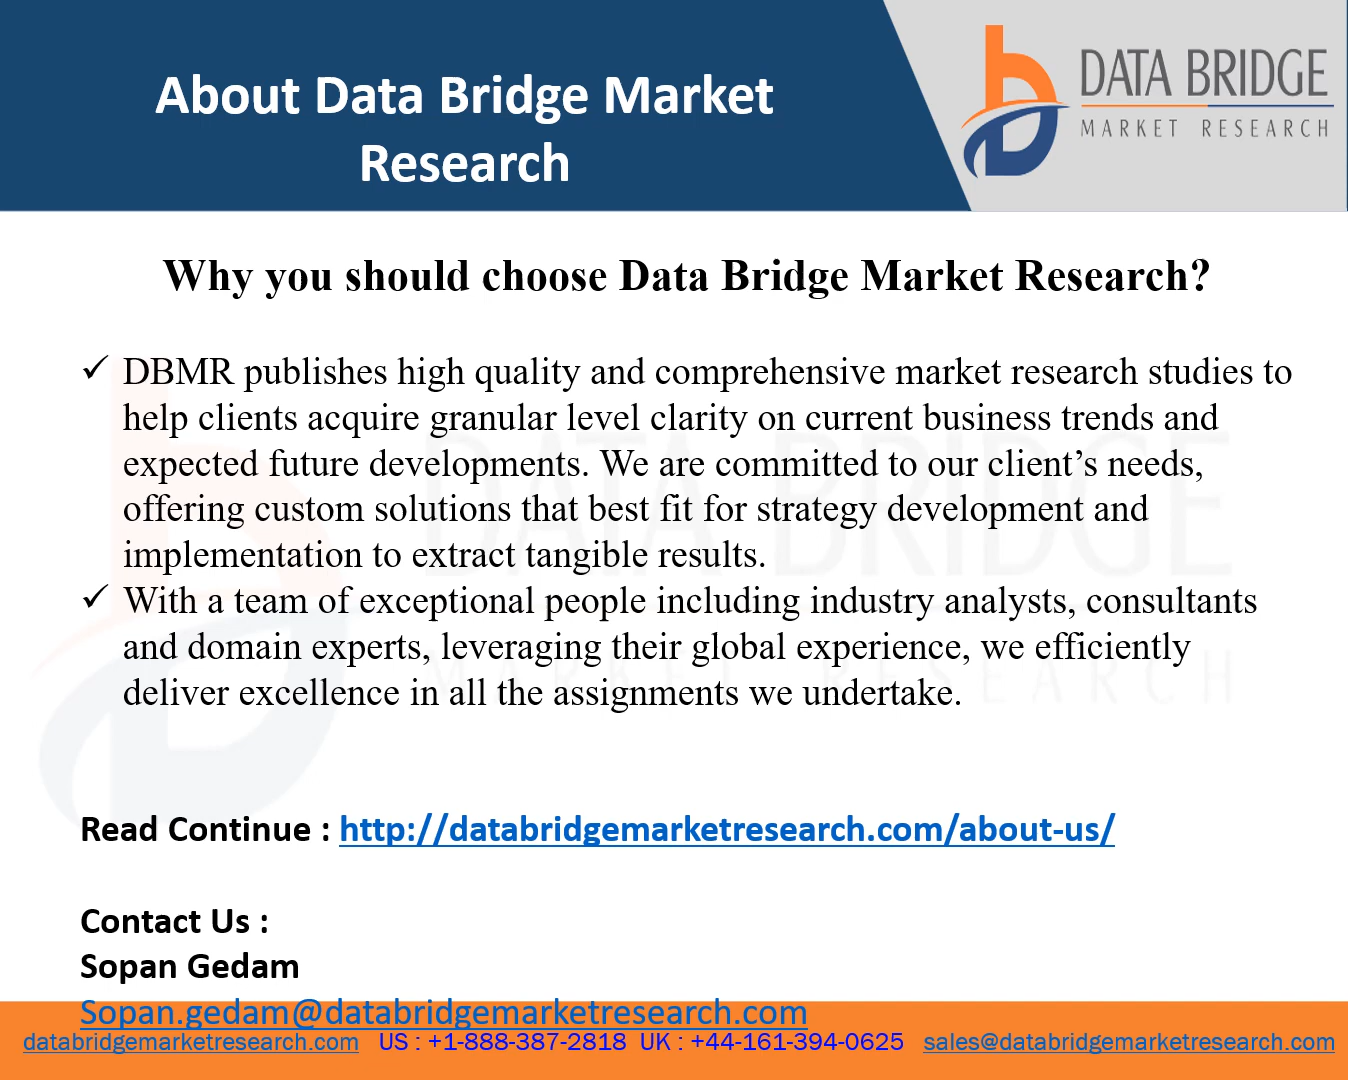 About Data Bridge Market
Research
DATA BRIDGE
MARKET RESEARCH
Why you should choose Data Bridge Market Research?
✓ DBMR publishes high quality and comprehensive market research studies to
help clients acquire granular level clarity on current business trends and
expected future developments. We are committed to our client’s needs,
offering custom solutions that best fit for strategy development and
implementation to extract tangible results.
✓ With a team of exceptional people including industry analysts, consultants
and domain experts, leveraging their global experience, we efficiently
deliver excellence in all the assignments we undertake.
DATA BRIDGE
MARKET RESEARCH
Read Continue : http://databridgemarketresearch.com/about-us/
Contact Us :
Sopan Gedam
Sopan.gedam@databridgemarketresearch.com
databridgemarketresearch.com US : +1-888-387-2818 UK : +44-161-394-0625 sales@databridgemarketresearch.com